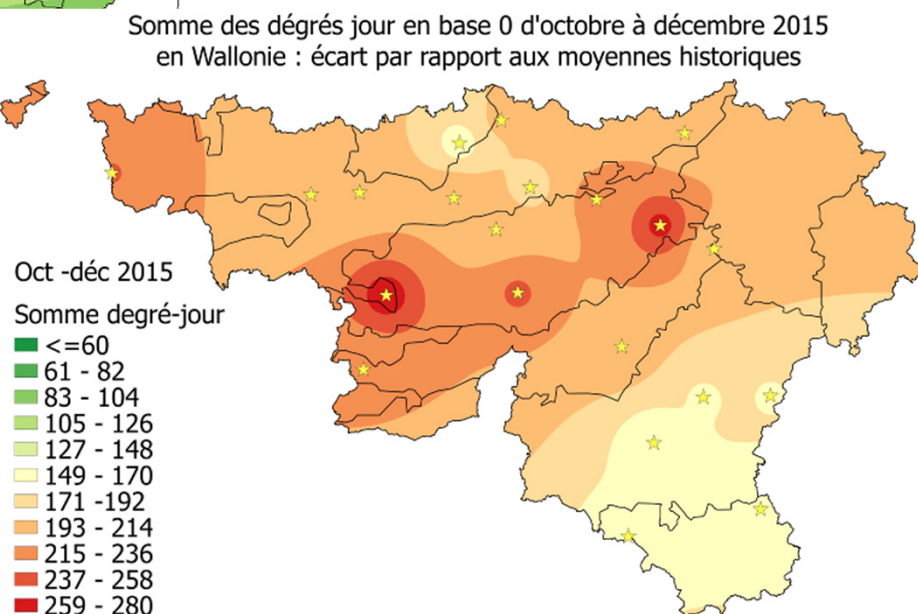 Somme des dégrés jour en base 0 d'octobre à décembre 2015
en Wallonie : écart par rapport aux moyennes historiques
Oct -déc 2015
Somme degré-jour
<=60
61 - 82
83 - 104
105 - 126
127 - 148
149 - 170
171 -192
193 - 214
215 - 236
237 - 258
259 - 280